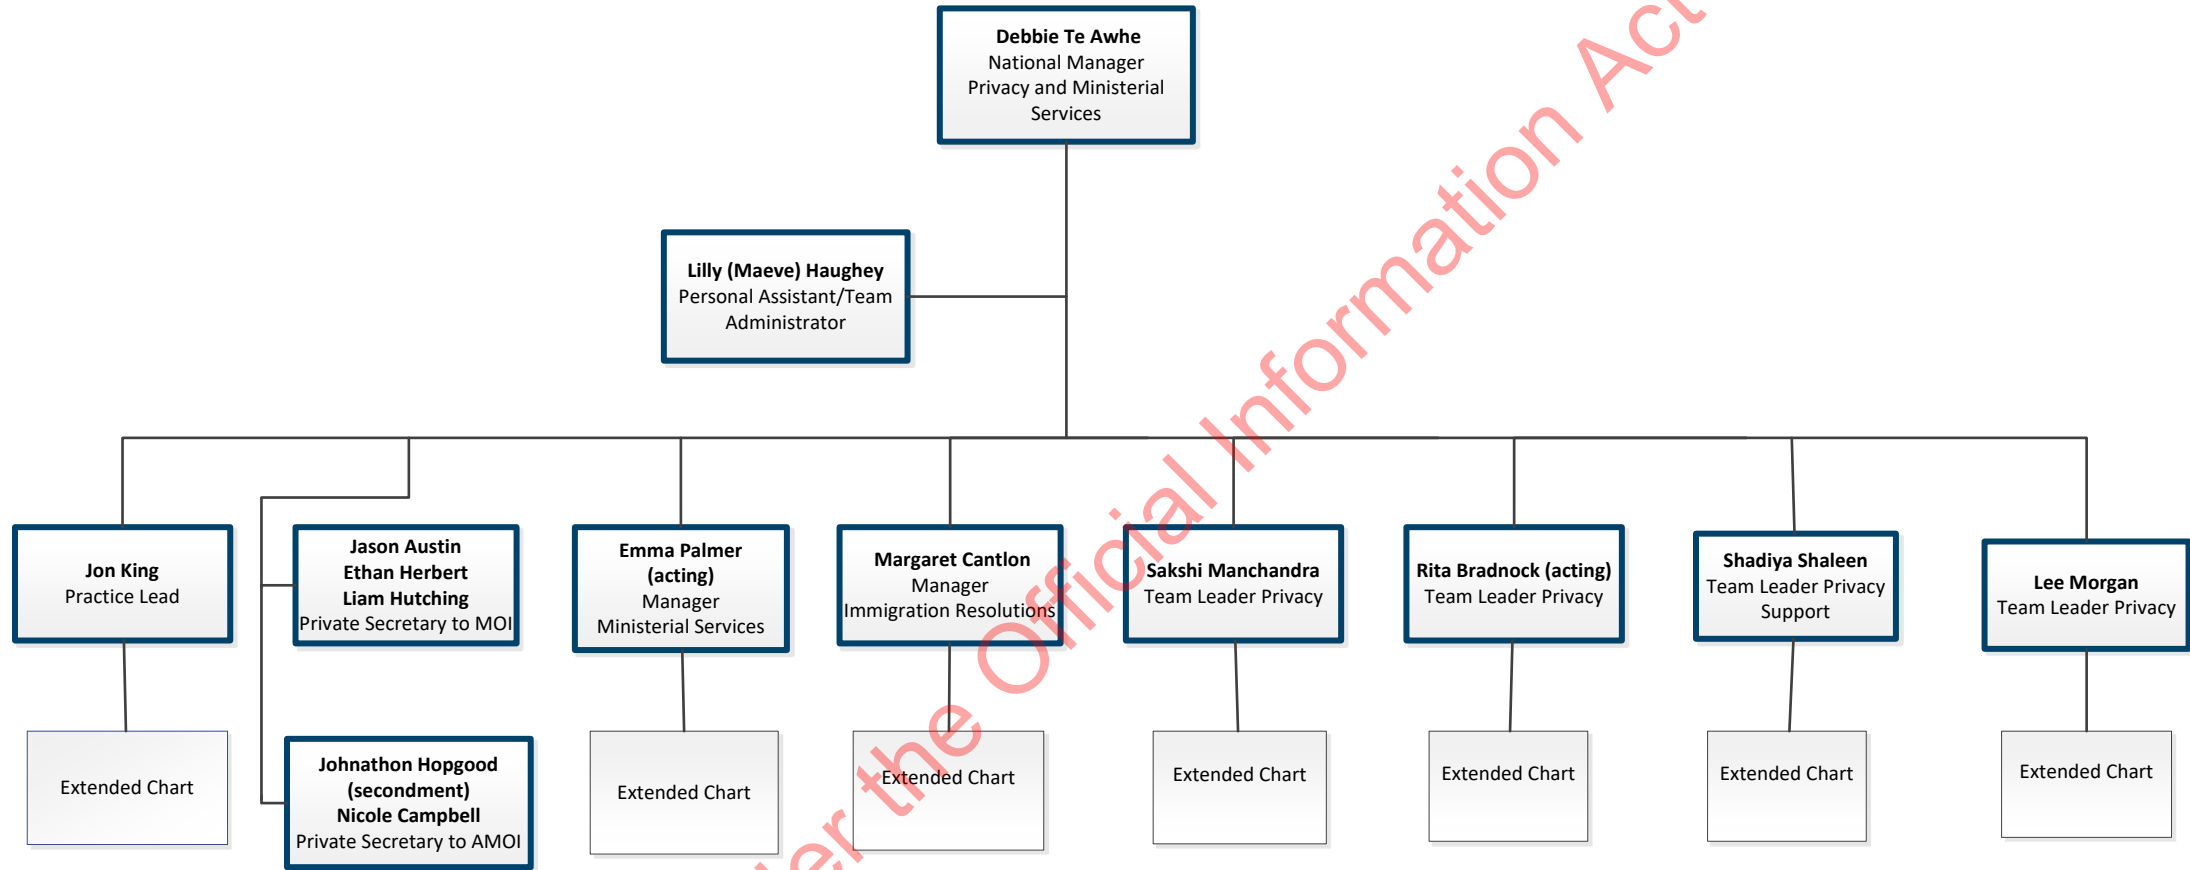 Debbie Te Awhe
National Manager
Privacy and Ministerial
Services
Lilly (Maeve) Haughey
Personal Assistant/Team
Administrator
Jon King
Practice Lead
Jason Austin
Ethan Herbert
Liam Hutching
Private Secretary to MOI
Emma Palmer
(acting)
Manager
Ministerial Services
Margaret Cantlon
Manager
Immigration Resolutions
Sakshi Manchandra
Team Leader Privacy
Rita Bradnock (acting)
Team Leader Privacy
Shadiya Shaleen
Team Leader Privacy
Support
Lee Morgan
Team Leader Privacy
Extended Chart
Johnathon Hopgood
(secondment)
Nicole Campbell
Private Secretary to AMOI
Extended Chart
Extended Chart
Extended Chart
Extended Chart
Extended Chart
Extended Chart
the Official Information Act